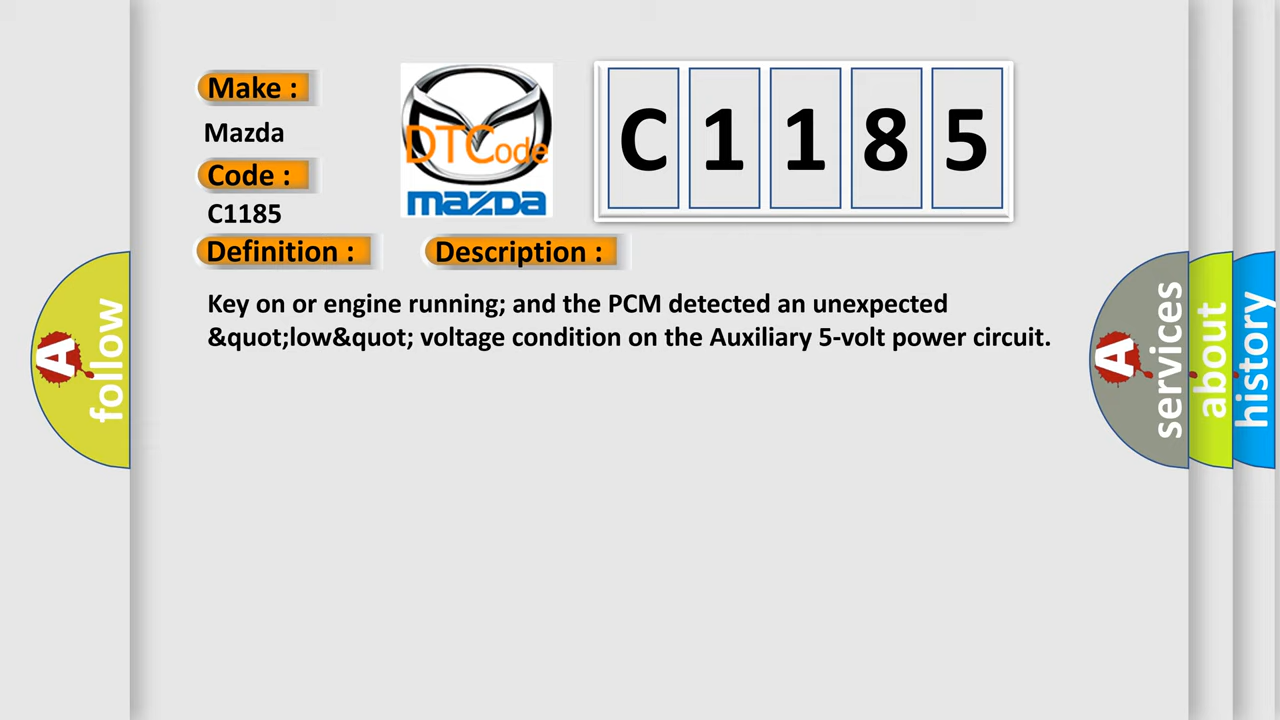 Make :
Mazda
Code :
C1185
DTCode
mazda
C 1 1 8 5
Definition :
Description :
Key on or engine running; and the PCM detected an unexpected
&quot;low&quot; voltage condition on the Auxiliary 5-volt power circuit.
A follow
A services
about
history